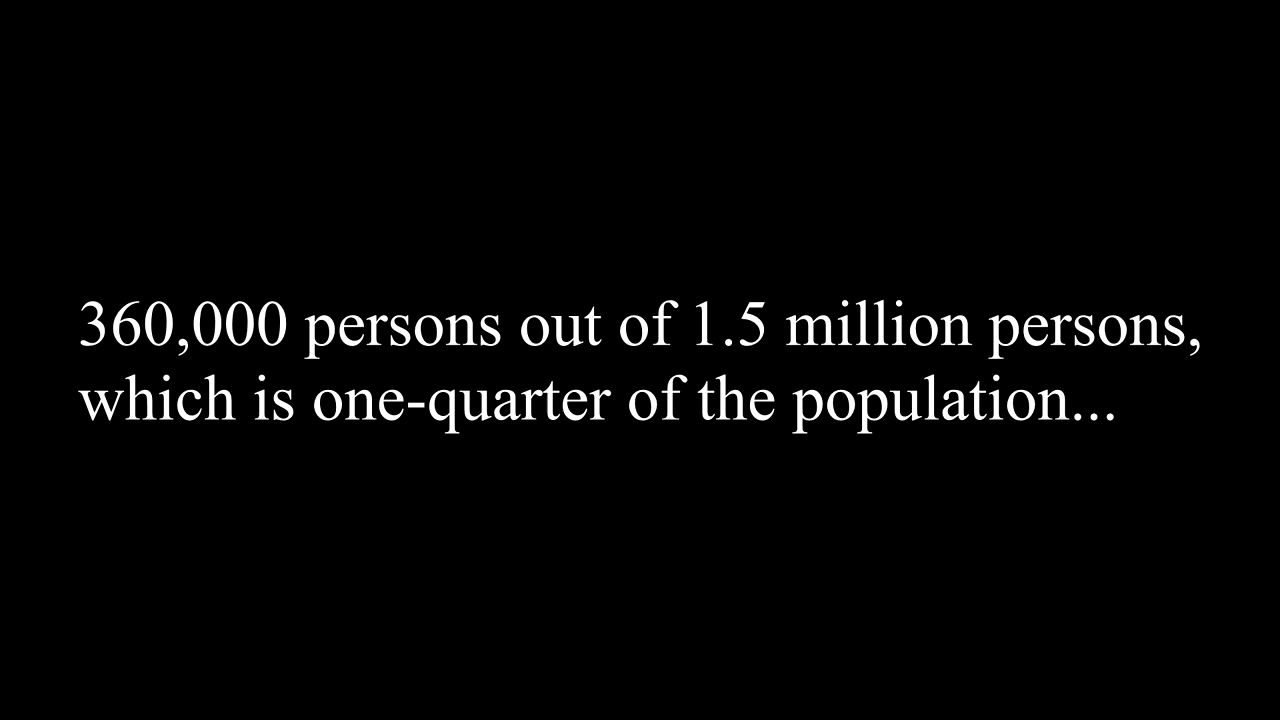 360,000 persons out of 1.5 million persons,
which is one-quarter of the population...